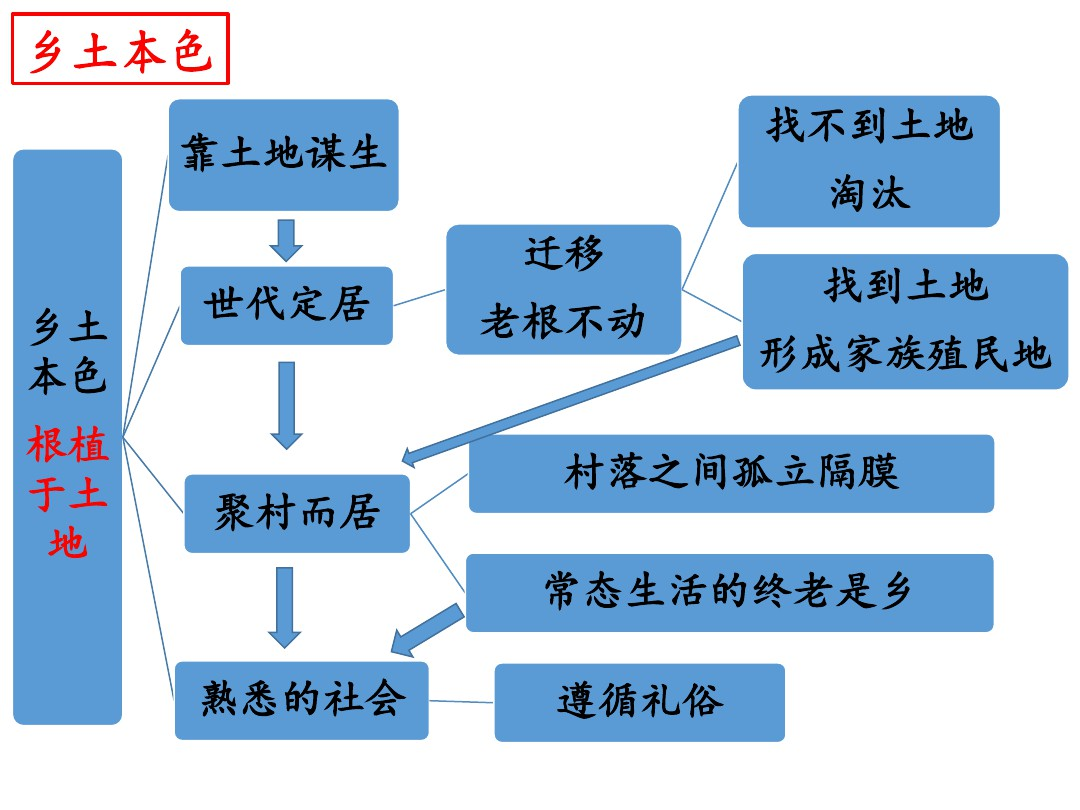 乡土本色
乡土
本色
根植
于土
地
靠土地谋生
世代定居
聚村而居
熟悉的社会
迁移
老根不动
找不到土地
淘汰
找到土地
形成家族殖民地
村落之间孤立隔膜
常态生活的终老是乡
遵循礼俗